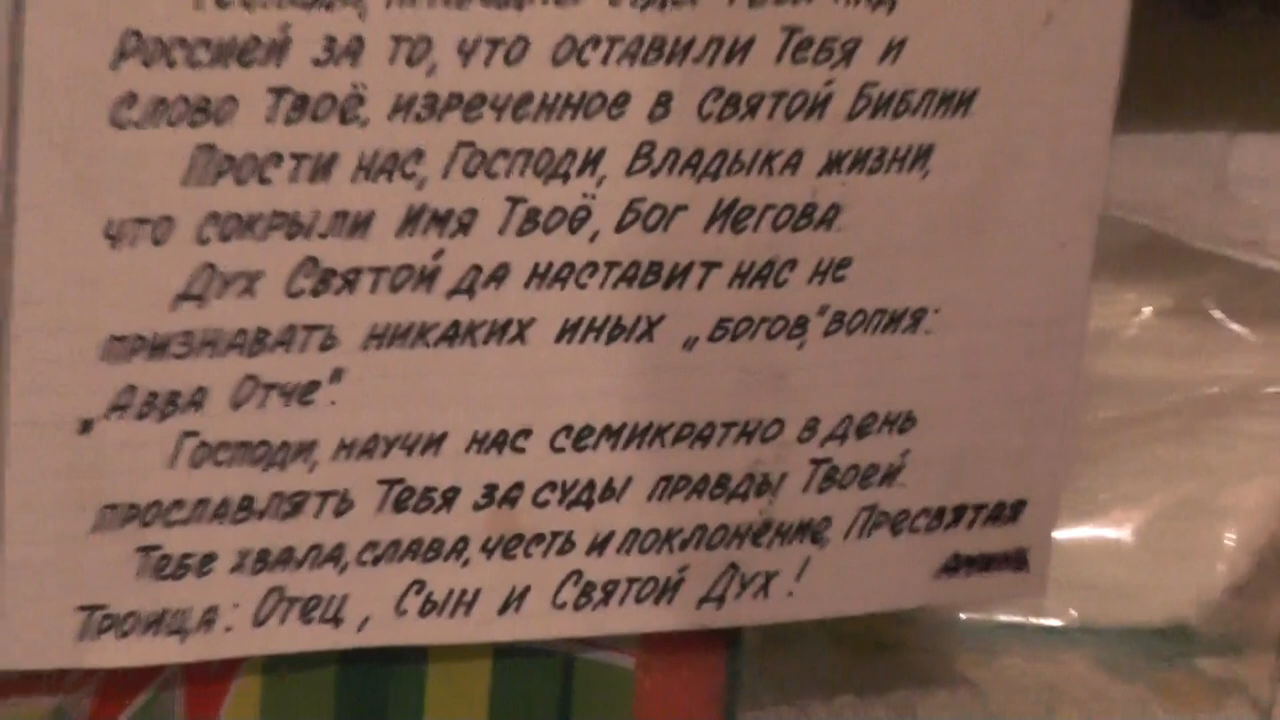 Россией за то, что оставили Тебя и
слово Твоё, изреченное в Святой Библии
Прости нас, Господи, Владыка жизни,
что сокрыли Имя Твоё, Бог Иегова.
Дух Святой да наставит нас не
признавать никаких иных „богов," вопия:
„Авва Отче".
Господи, научи нас семикратно в день
прославлять Тебя за суды правды Твоей.
Тебе хвала, слава, честь и поклонение, Пресвятая
Троица: Отец, Сын и Святой Дух!
Аминь